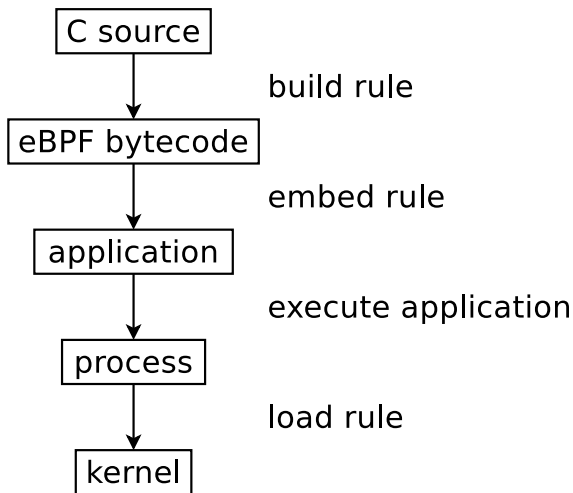 C source
build rule
eBPF bytecode
embed rule
application
execute application
process
load rule
kernel